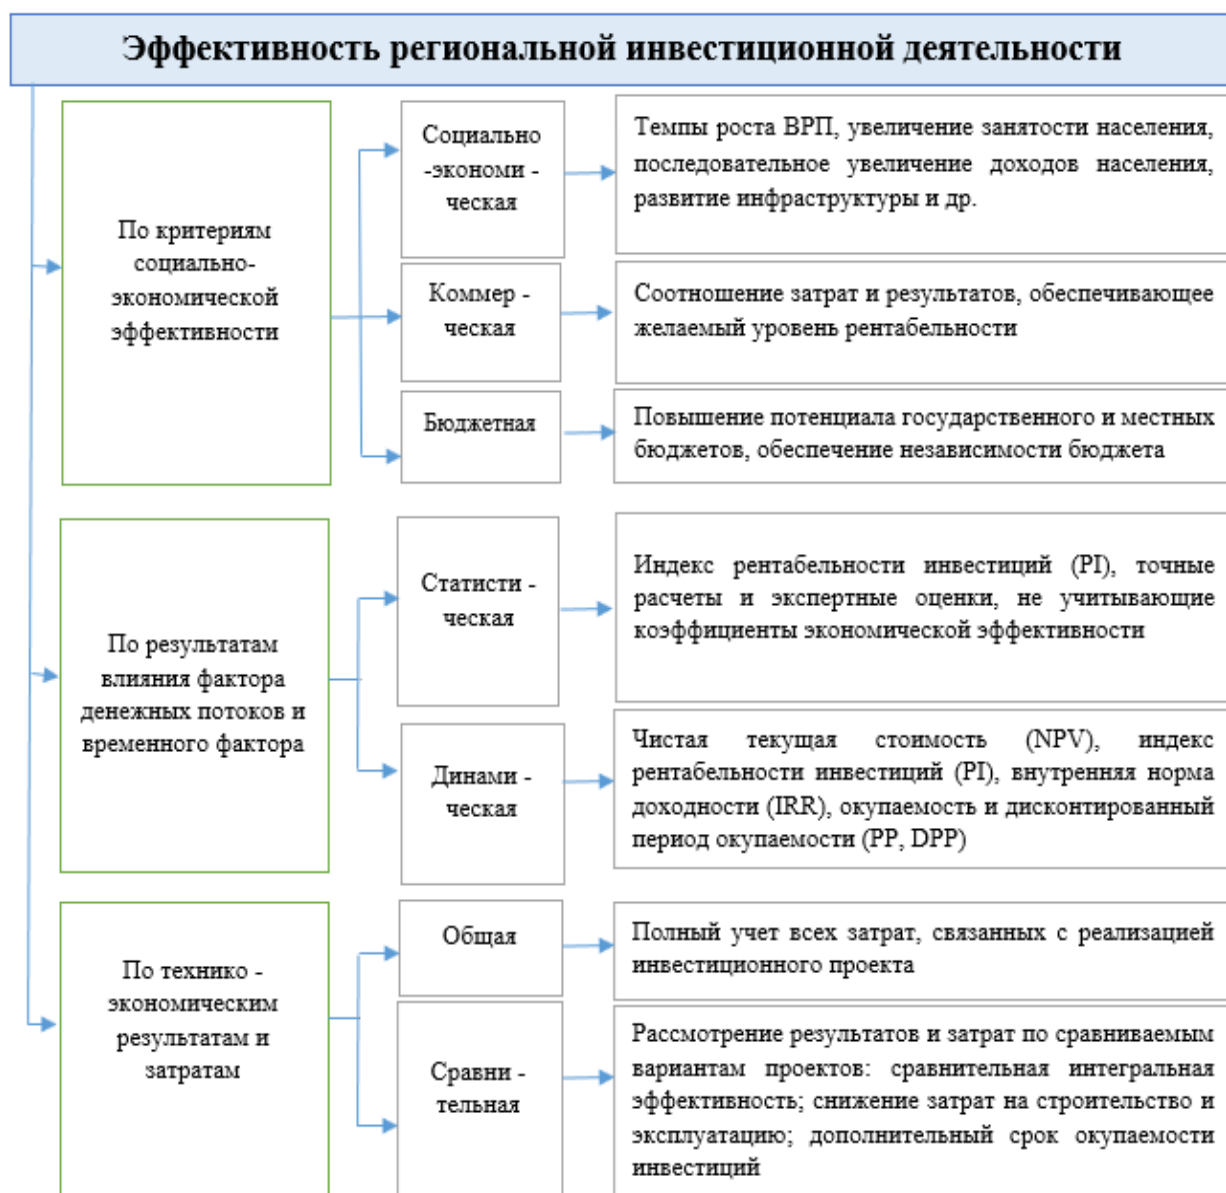 Эффективность региональной инвестиционной деятельности
По критериям
социально-
экономической
эффективности
Социально
-экономи -
ческая
Темпы роста ВРП, увеличение занятости населения,
последовательное увеличение доходов населения,
развитие инфраструктуры и др.
Коммер -
ческая
Соотношение затрат и результатов, обеспечивающее
желаемый уровень рентабельности
Бюджетная
Повышение потенциала государственного и местных
бюджетов, обеспечение независимости бюджета
По результатам
влияния фактора
денежных потоков и
временного фактора
Статисти -
ческая
Индекс рентабельности инвестиций (PI), точные
расчеты и экспертные оценки, не учитывающие
коэффициенты экономической эффективности
Динами -
ческая
Чистая текущая стоимость (NPV), индекс
рентабельности инвестиций (PI), внутренняя норма
доходности (IRR), окупаемость и дисконтированный
период окупаемости (PP, DPP)
По технико -
экономическим
результатам и
затратам
Общая
Полный учет всех затрат, связанных с реализацией
инвестиционного проекта
Сравни -
тельная
Рассмотрение результатов и затрат по сравниваемым
вариантам проектов: сравнительная интегральная
эффективность; снижение затрат на строительство и
эксплуатацию; дополнительный срок окупаемости
инвестиций